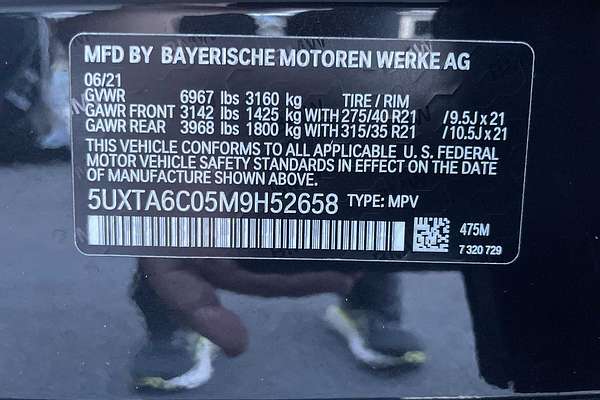 MFD BY BAYERISCHE MOTOREN WERKE AG
06/21
GVWR 6967 lbs 3160 kg TIRE / RIM
GAWR FRONT 3142 lbs 1425 kg WITH 275/40 R21 / 9.5J x 21
GAWR REAR 3968 lbs 1800 kg WITH 315/35 R21 / 10.5J x 21
THIS VEHICLE CONFORMS TO ALL APPLICABLE U. S. FEDERAL
MOTOR VEHICLE SAFETY STANDARDS IN EFFECT ON THE DATE
OF MANUFACTURE SHOWN ABOVE.
5UXTA6C05M9H52658 TYPE: MPV
475M
7 320 729